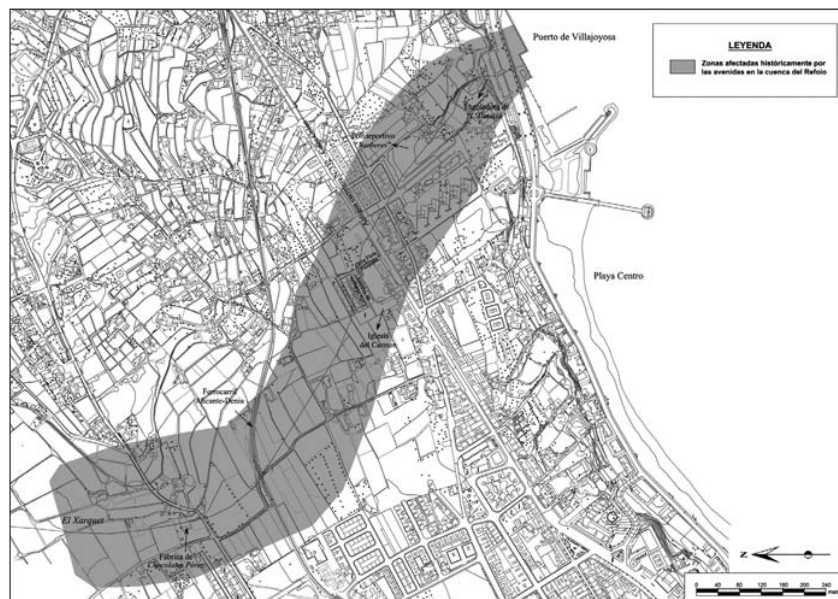 Puerto de Villajoyosa
LEYENDA
Zonas afectadas históricamente por
las avenidas en la cuenca del Refoio
de
Polideportivo
Playa Centro
Iglesia
del Carmen
Ferrocarril
Alicante-Denia
El Xarquet
Fábrica de
Chocolates Pérez
N
0 40 80 120 160 200 240